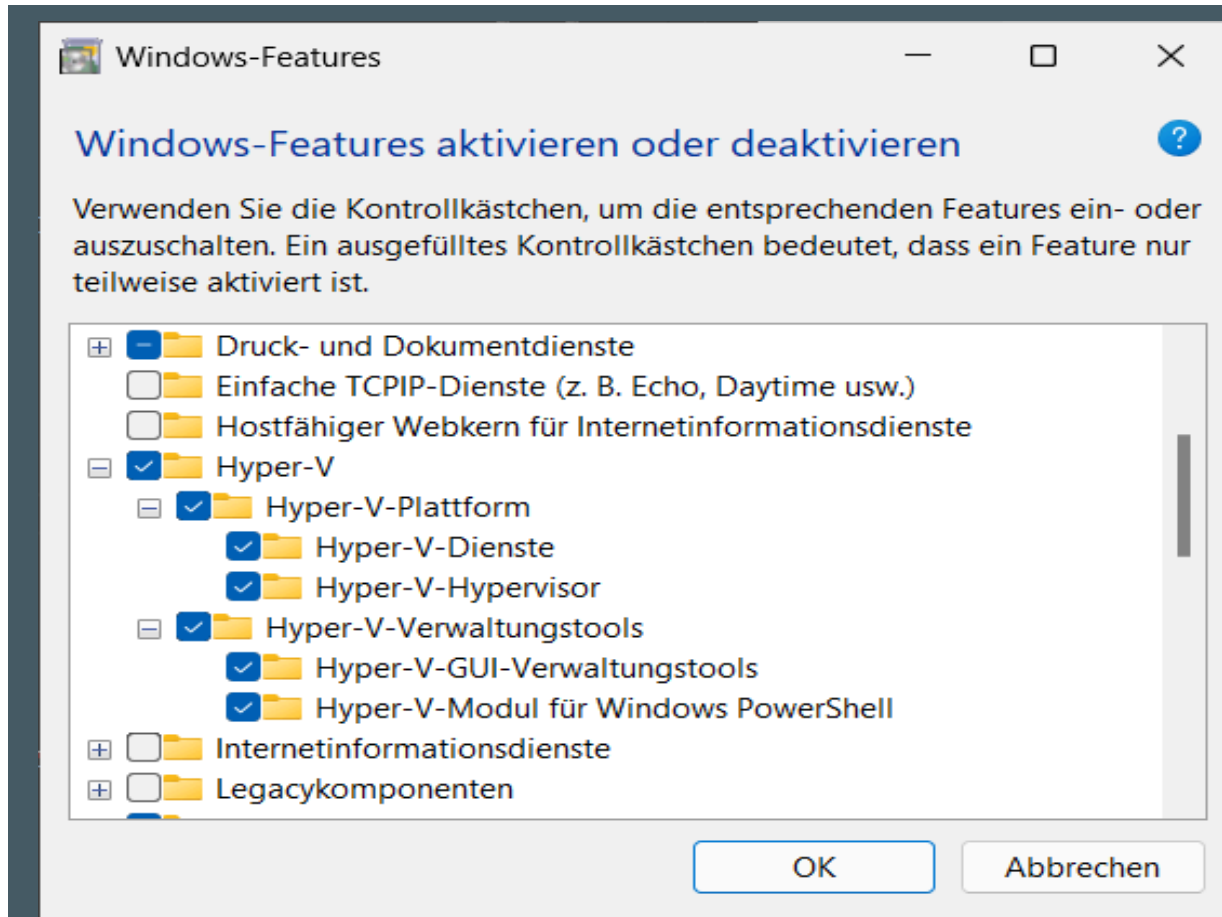 Windows-Features
Windows-Features aktivieren oder deaktivieren
?
Verwenden Sie die Kontrollkästchen, um die entsprechenden Features ein- oder
auszuschalten. Ein ausgefülltes Kontrollkästchen bedeutet, dass ein Feature nur
teilweise aktiviert ist.
Druck- und Dokumentdienste
Einfache TCPIP-Dienste (z. B. Echo, Daytime usw.)
Hostfähiger Webkern für Internetinformationsdienste
Hyper-V
Hyper-V-Plattform
Hyper-V-Dienste
Hyper-V-Hypervisor
Hyper-V-Verwaltungstools
Hyper-V-GUI-Verwaltungstools
Hyper-V-Modul für Windows PowerShell
Internetinformationsdienste
Legacykomponenten
OK
Abbrechen